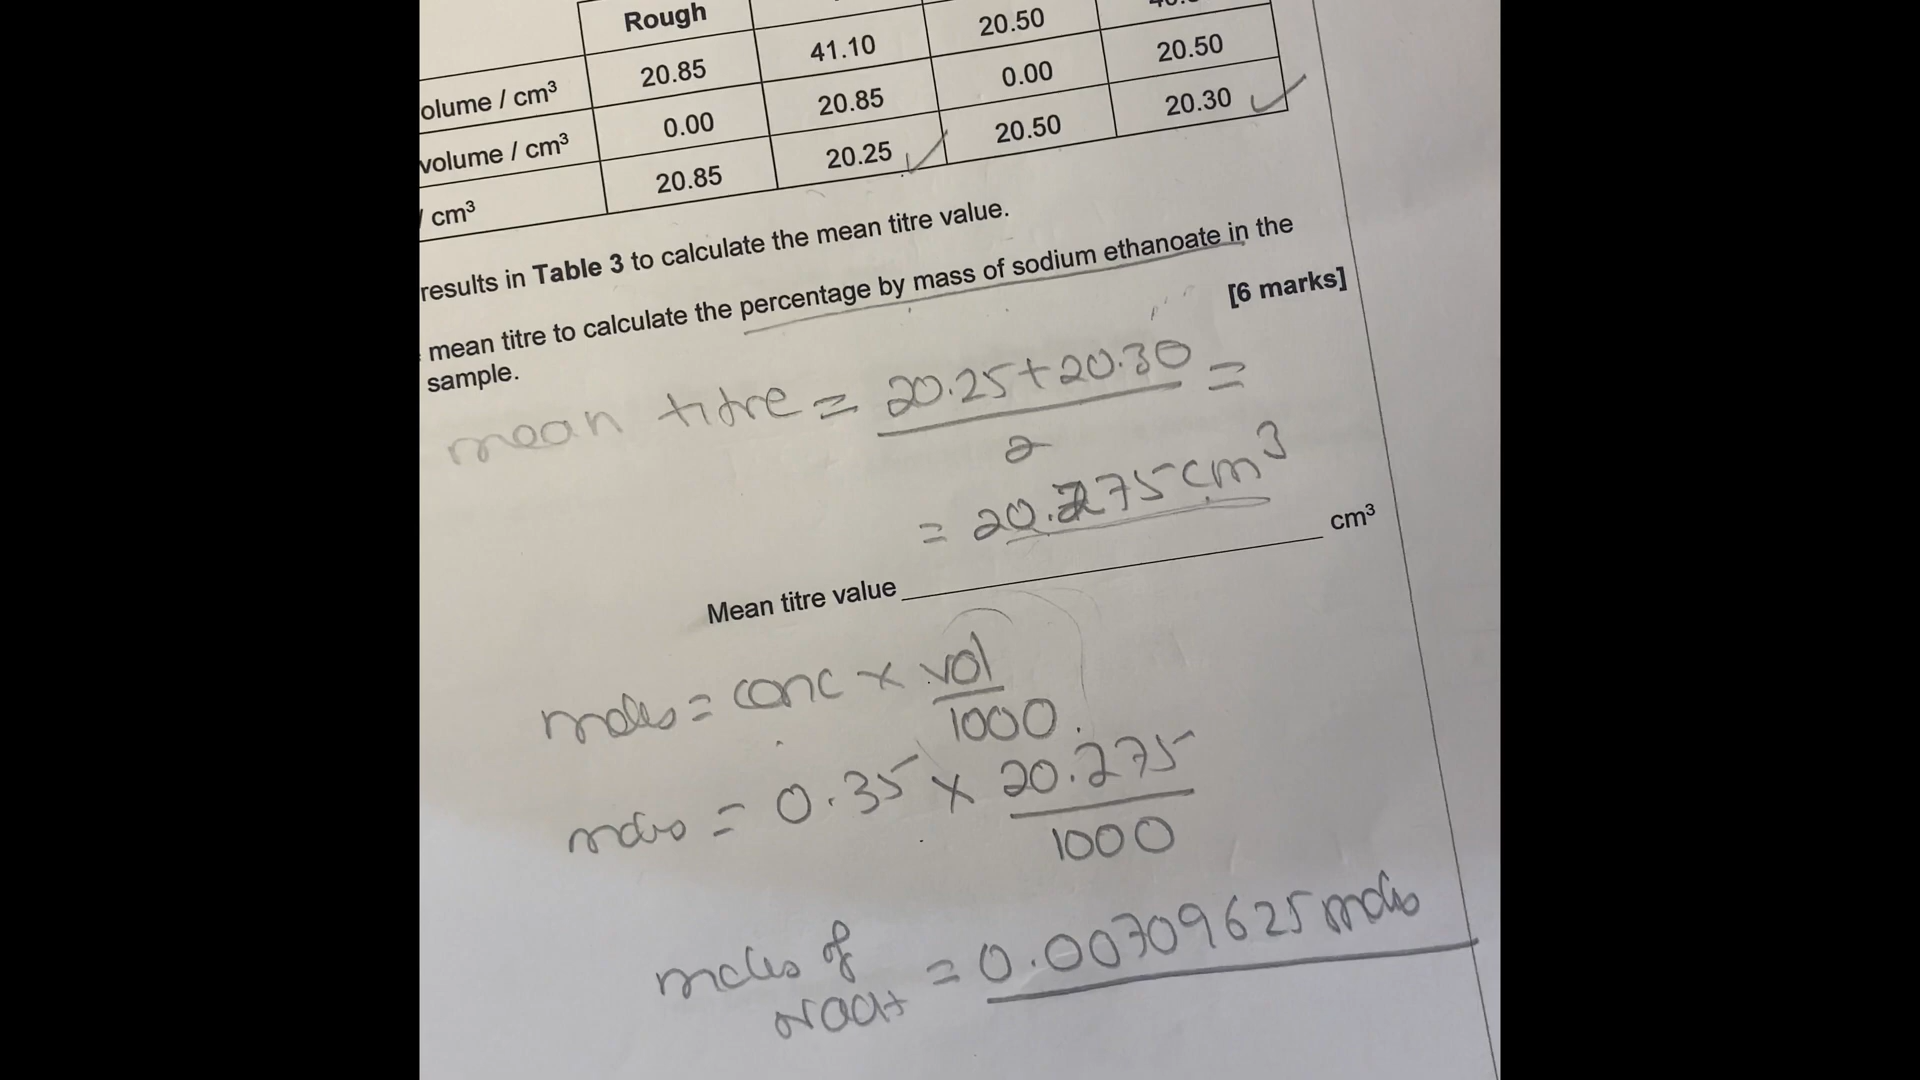 Rough 20.50
olume / cm³ 20.85 41.10 0.00 20.50
volume / cm³ 0.00 20.85 20.50 20.30
/ cm³ 20.85 20.25
results in Table 3 to calculate the mean titre value.
mean titre to calculate the percentage by mass of sodium ethanoate in the
sample.
[6 marks]
mean titre = 20.25 + 20.30 =
2
= 20.275 cm³
Mean titre value cm³
moles = conc × vol
1000
moles = 0.35 × 20.275
1000
moles of = 0.00709625 moles